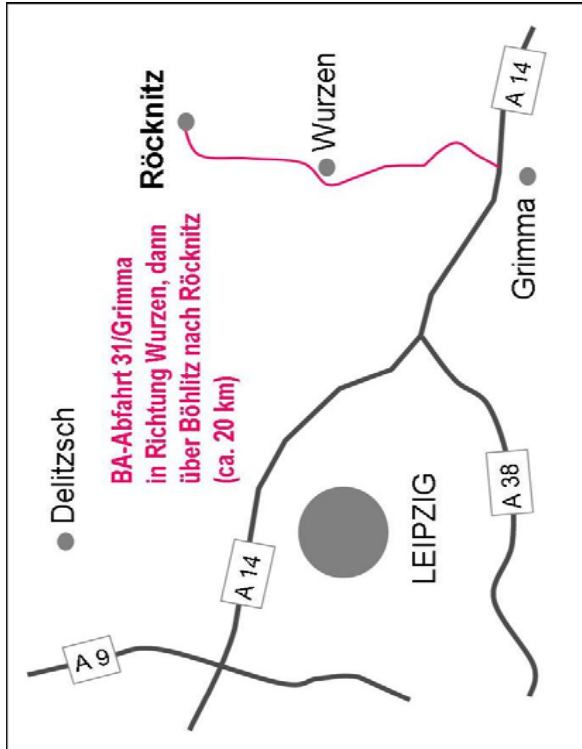 Delitzsch
Röcknitz
BA-Abfahrt 31/Grimma
in Richtung Wurzen, dann
über Böhlitz nach Röcknitz
(ca. 20 km)
A 9
A 14
Wurzen
LEIPZIG
A 14
Grimma
A 38